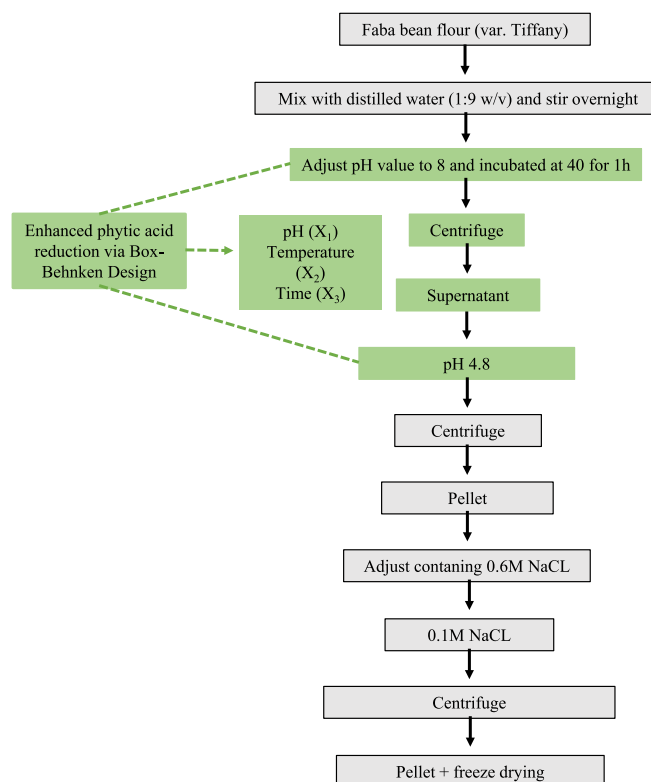 Faba bean flour (var. Tiffany)
Mix with distilled water (1:9 w/v) and stir overnight
Adjust pH value to 8 and incubated at 40 for 1h
Enhanced phytic acid
reduction via Box-
Behnken Design
pH (X₁)
Temperature
(X₂)
Time (X₃)
Centrifuge
Supernatant
pH 4.8
Centrifuge
Pellet
Adjust contaning 0.6M NaCL
0.1M NaCL
Centrifuge
Pellet + freeze drying